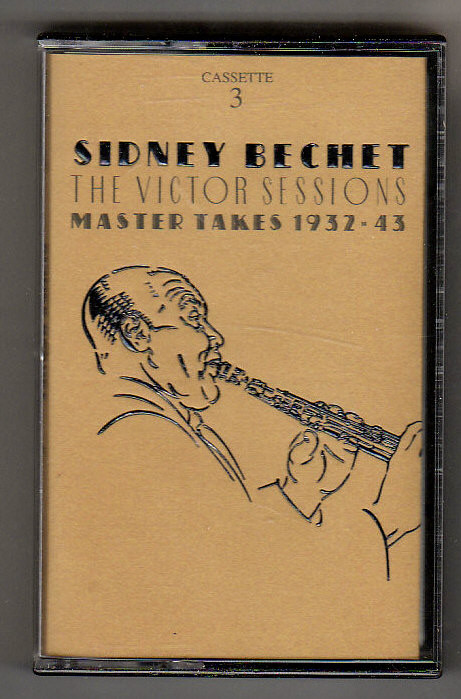 CASSETTE
3
SIDNEY BECHET
THE VICTOR SESSIONS
MASTER TAKES 1932-43